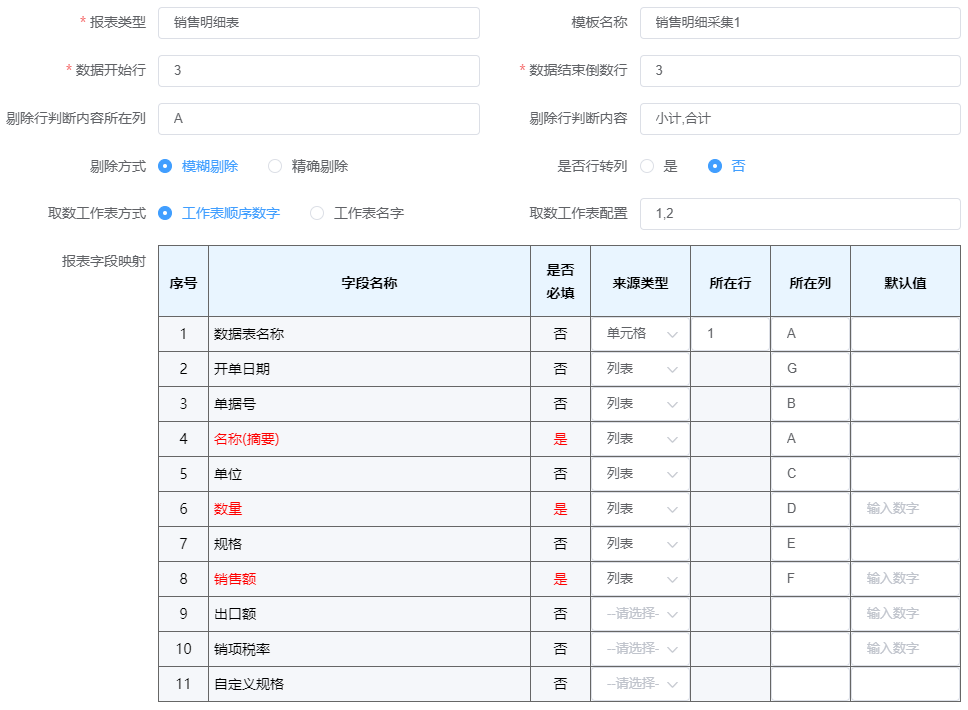 * 报表类型 销售明细表 模板名称 销售明细采集1
* 数据开始行 3 * 数据结束倒数行 3
剔除行判断内容所在列 A 剔除行判断内容 小计,合计
剔除方式 模糊剔除 精确剔除 是否行转列 是 否
取数工作表方式 工作表顺序数字 工作表名字 取数工作表配置 1,2
报表字段映射
序号 字段名称 是否必填 来源类型 所在行 所在列 默认值
1 数据表名称 否 单元格 1 A
2 开单日期 否 列表 G
3 单据号 否 列表 B
4 名称(摘要) 是 列表 A
5 单位 否 列表 C
6 数量 是 列表 D 输入数字
7 规格 否 列表 E
8 销售额 是 列表 F 输入数字
9 出口额 否 --请选择- 输入数字
10 销项税率 否 --请选择- 输入数字
11 自定义规格 否 --请选择-